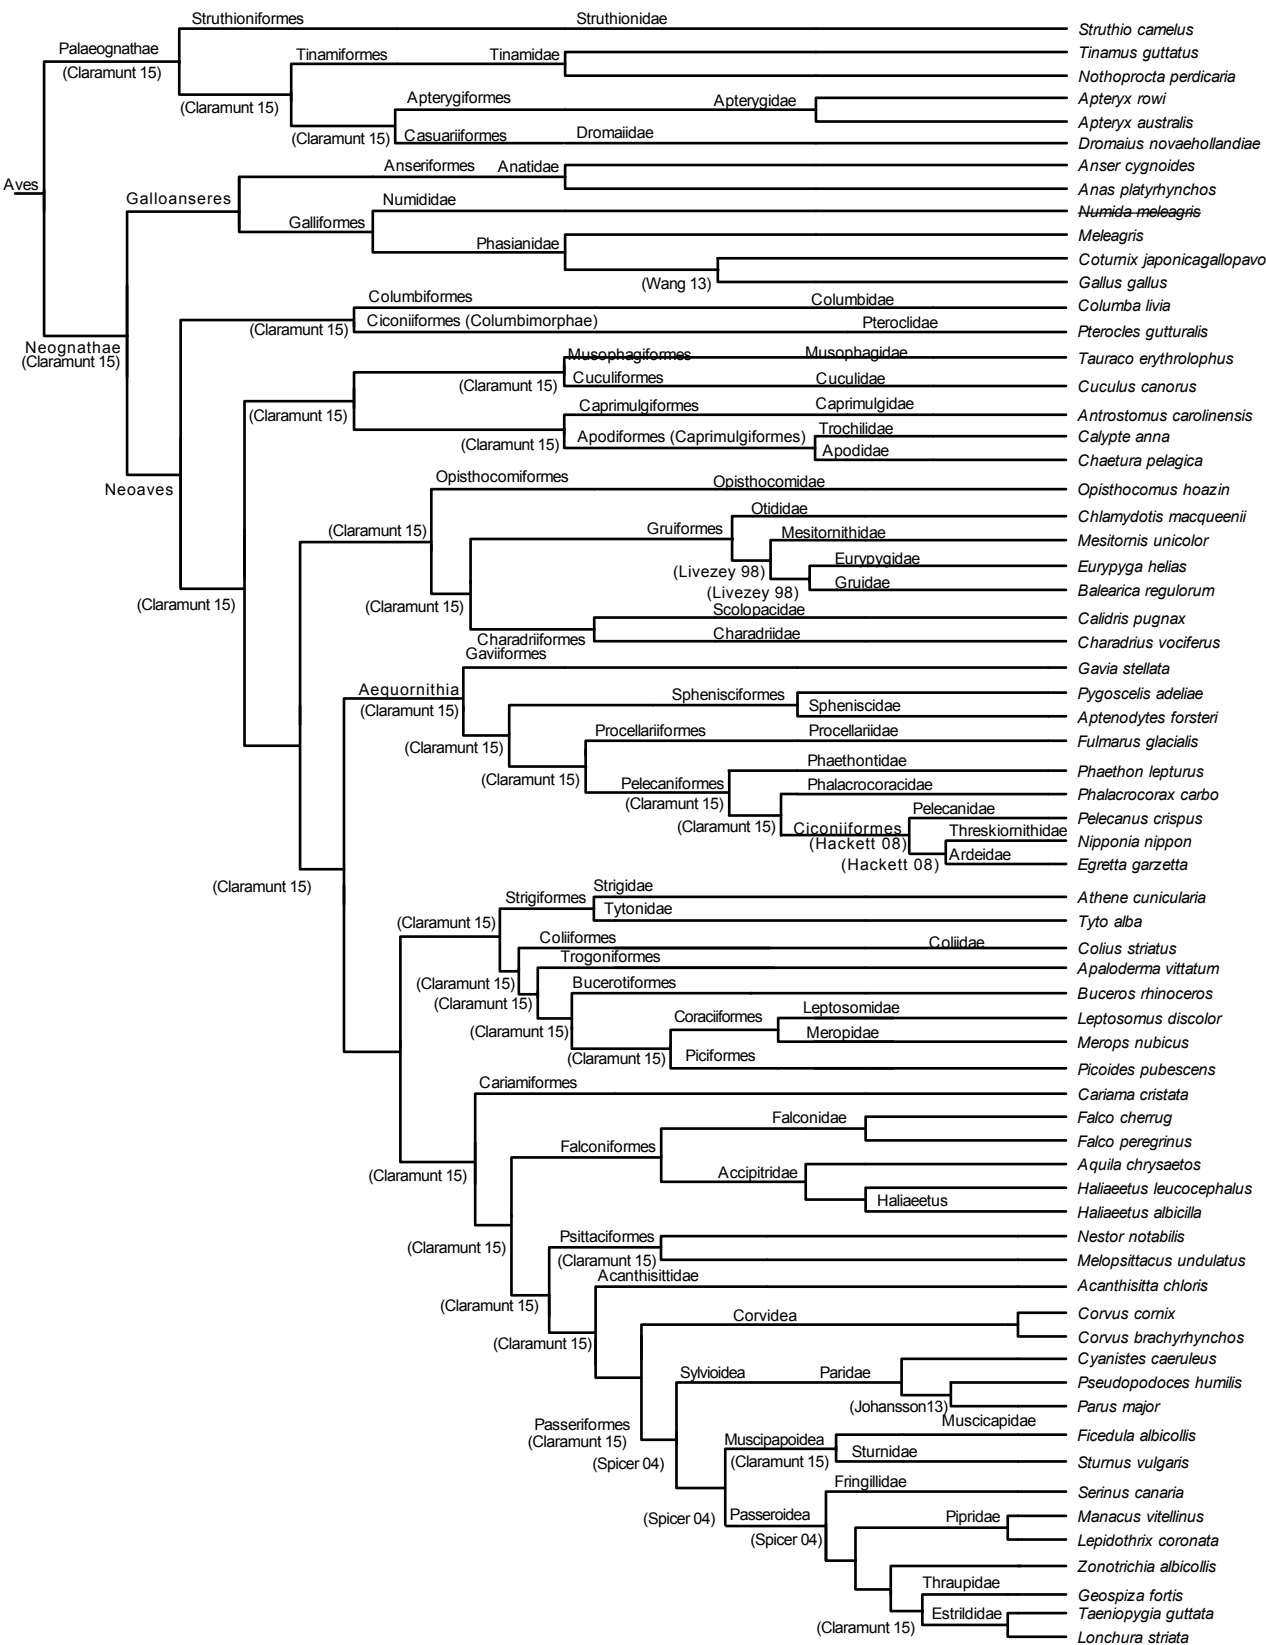 Struthioniformes Struthionidae
Struthio camelus
Palaeognathae
(Claramunt 15)
Tinamiformes Tinamidae
Tinamus guttatus
Nothoprocta perdicaria
(Claramunt 15)
Apterygiformes Apterygidae
Apteryx rowi
Apteryx australis
(Claramunt 15)
Casuariiformes Dromaiidae
Dromaius novaehollandiae
Aves
Anseriformes Anatidae
Anser cygnoides
Anas platyrhynchos
Galloanseres
Numididae
Numida meleagris
Galliformes
Phasianidae
Meleagris
Coturnix japonicagallopavo
(Wang 13)
Gallus gallus
Columbiformes Columbidae
Columba livia
(Claramunt 15)
Ciconiiformes (Columbimorphae) Pteroclidae
Pterocles gutturalis
Neognathae
(Claramunt 15)
Musophagiformes Musophagidae
Tauraco erythrolophus
(Claramunt 15)
Cuculiformes Cuculidae
Cuculus canorus
(Claramunt 15)
Caprimulgiformes Caprimulgidae
Antrostomus carolinensis
(Claramunt 15)
Apodiformes (Caprimulgiformes) Trochilidae
Calypte anna
Apodidae
Chaetura pelagica
Neoaves
Opisthocomiformes Opisthocomidae
Opisthocomus hoazin
(Claramunt 15)
Gruiformes Otididae
Chlamydotis macqueenii
Mesitornithidae
Mesitornis unicolor
(Livezey 98)
Eurypygidae
Eurypyga helias
(Livezey 98)
Gruidae
Balearica regulorum
(Claramunt 15)
(Claramunt 15)
Scolopacidae
Calidris pugnax
Charadriiformes Charadriidae
Charadrius vociferus
Gaviiformes
Gavia stellata
Aequornithia
(Claramunt 15)
Sphenisciformes
Pygoscelis adeliae
Spheniscidae
Aptenodytes forsteri
(Claramunt 15)
Procellariiformes Procellariidae
Fulmarus glacialis
(Claramunt 15)
Pelecaniformes Phaethontidae
Phaethon lepturus
(Claramunt 15)
Phalacrocoracidae
Phalacrocorax carbo
(Claramunt 15)
Pelecanidae
Pelecanus crispus
Ciconiiformes
(Hackett 08)
Threskiornithidae
Nipponia nippon
(Hackett 08)
Ardeidae
Egretta garzetta
(Claramunt 15)
(Claramunt 15)
Strigiformes Strigidae
Athene cunicularia
Tytonidae
Tyto alba
Coliiformes Coliidae
Colius striatus
(Claramunt 15)
Trogoniformes
Apaloderma vittatum
(Claramunt 15)
Bucerotiformes
Buceros rhinoceros
(Claramunt 15)
Coraciiformes Leptosomidae
Leptosomus discolor
Meropidae
Merops nubicus
(Claramunt 15)
Piciformes
Picoides pubescens
Cariamiformes
Cariama cristata
(Claramunt 15)
Falconiformes Falconidae
Falco cherrug
Falco peregrinus
Accipitridae
Aquila chrysaetos
Haliaeetus leucocephalus
Haliaeetus
Haliaeetus albicilla
(Claramunt 15)
Psittaciformes
(Claramunt 15)
Nestor notabilis
Melopsittacus undulatus
(Claramunt 15)
Acanthisittidae
Acanthisitta chloris
(Claramunt 15)
Corvidea
Corvus cornix
Corvus brachyrhynchos
Sylvioidea Paridae
Cyanistes caeruleus
Pseudopodoces humilis
(Johansson13)
Parus major
Passeriformes
(Claramunt 15)
(Spicer 04)
Muscicapidae
Muscipapoidea
(Claramunt 15)
Ficedula albicollis
Sturnidae
Sturnus vulgaris
(Spicer 04)
Passeroidea
Fringillidae
Serinus canaria
(Spicer 04)
Pipridae
Manacus vitellinus
Lepidothrix coronata
Zonotrichia albicollis
Thraupidae
Geospiza fortis
(Claramunt 15)
Estrildidae
Taeniopygia guttata
Lonchura striata